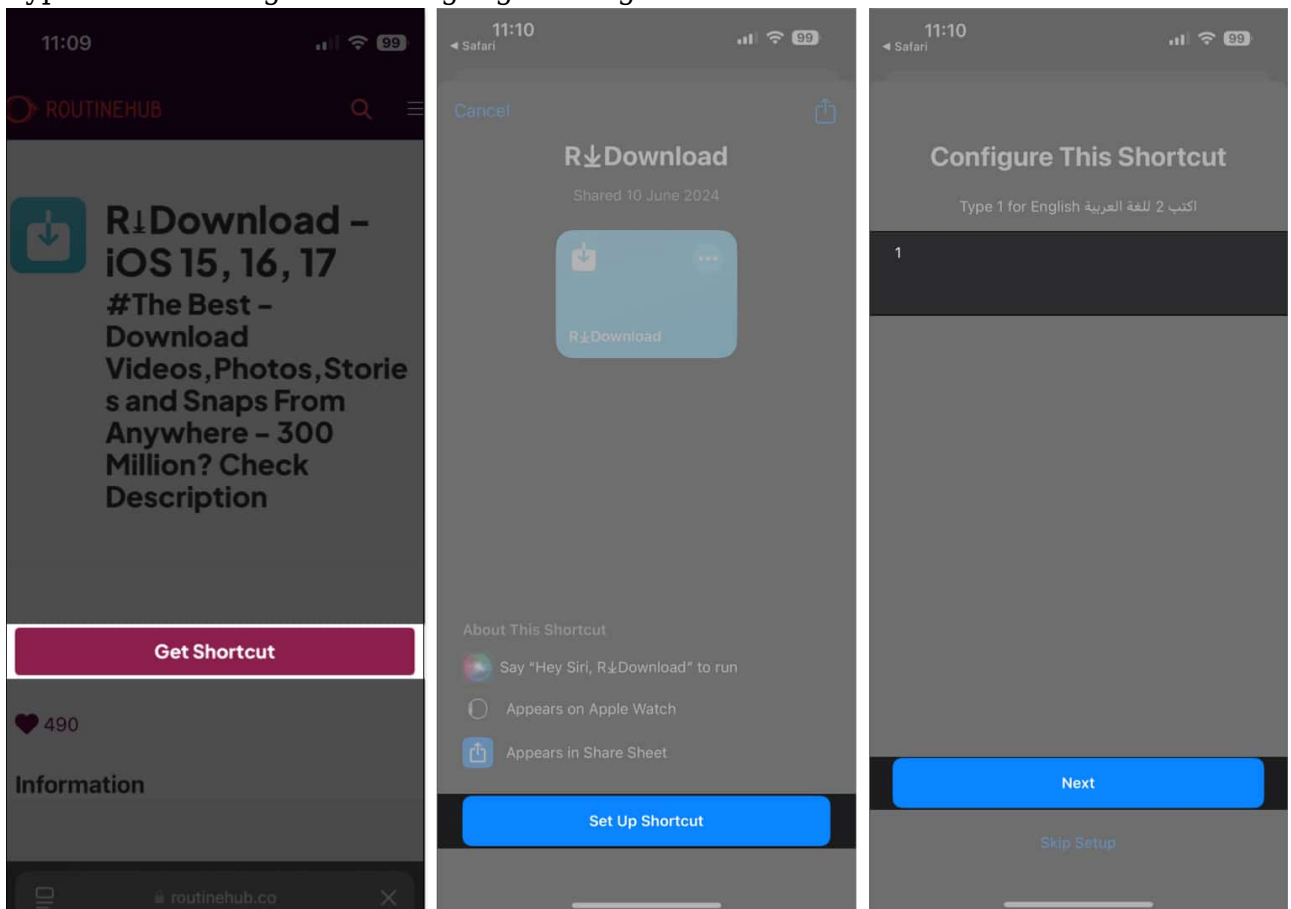 11:09
99
ROUTINEHUB
R↓Download –
iOS 15, 16, 17
#The Best –
Download
Videos,Photos,Storie
s and Snaps From
Anywhere – 300
Million? Check
Description
Get Shortcut
490
Information
routinehub.co
11:10
◀ Safari
99
Cancel
R↓Download
Shared 10 June 2024
R↓Download
About This Shortcut
Say "Hey Siri, R↓Download" to run
Appears on Apple Watch
Appears in Share Sheet
Set Up Shortcut
11:10
◀ Safari
99
Configure This Shortcut
Type 1 for English اكتب 2 للغة العربية
1
Next
Skip Setup